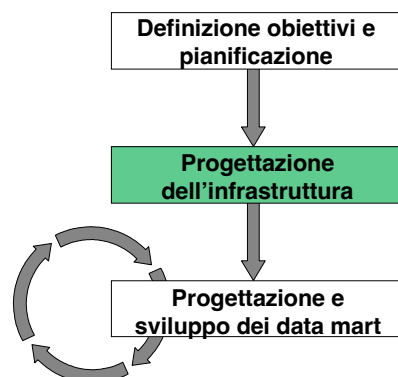 Definizione obiettivi e
pianificazione
Progettazione
dell'infrastruttura
Progettazione e
sviluppo dei data mart